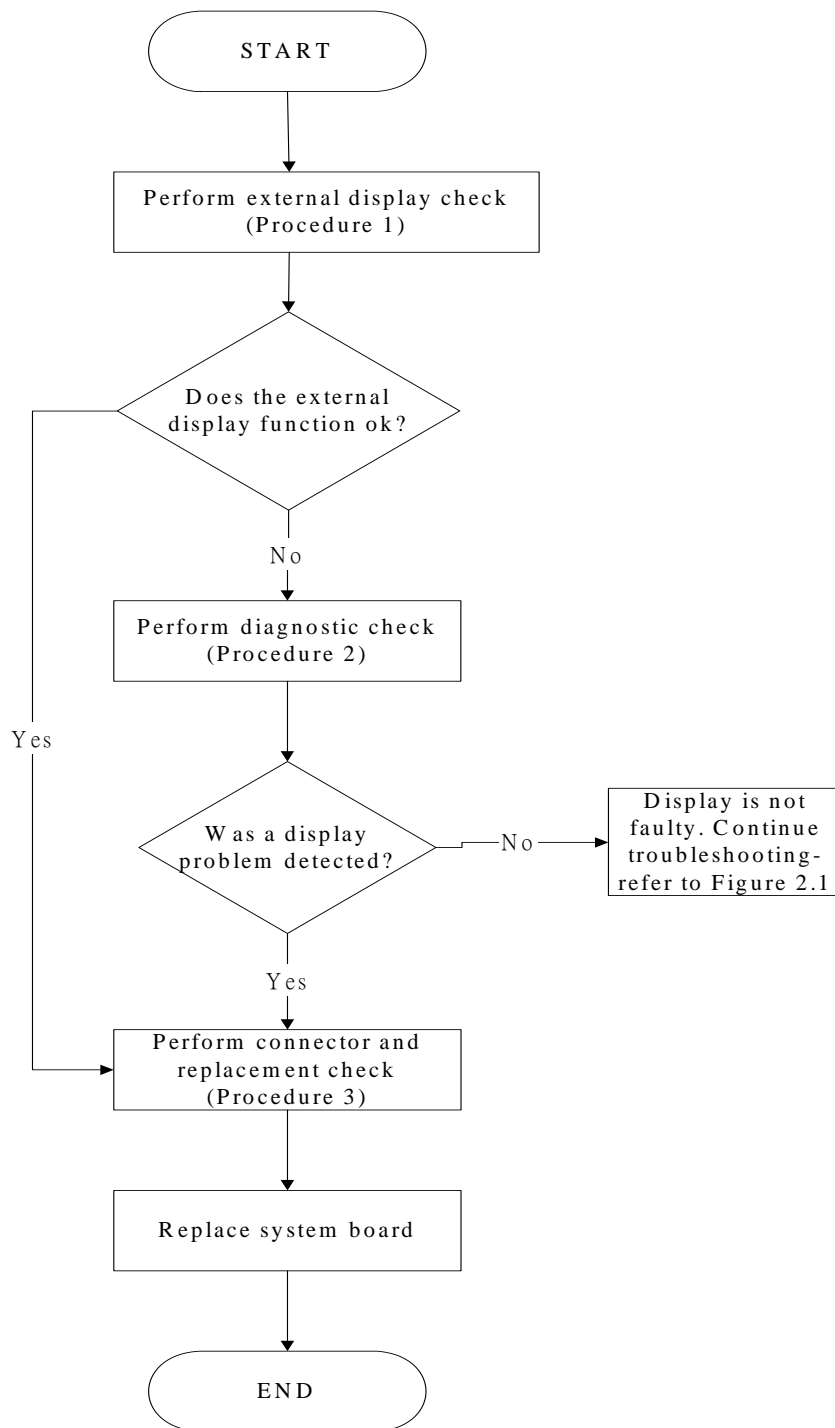 START
Perform external display check
(Procedure 1)
Does the external
display function ok?
No
Perform diagnostic check
(Procedure 2)
Yes
Was a display
problem detected?
No
Display is not
faulty. Continue
troubleshooting-
refer to Figure 2.1
Yes
Perform connector and
replacement check
(Procedure 3)
Replace system board
END